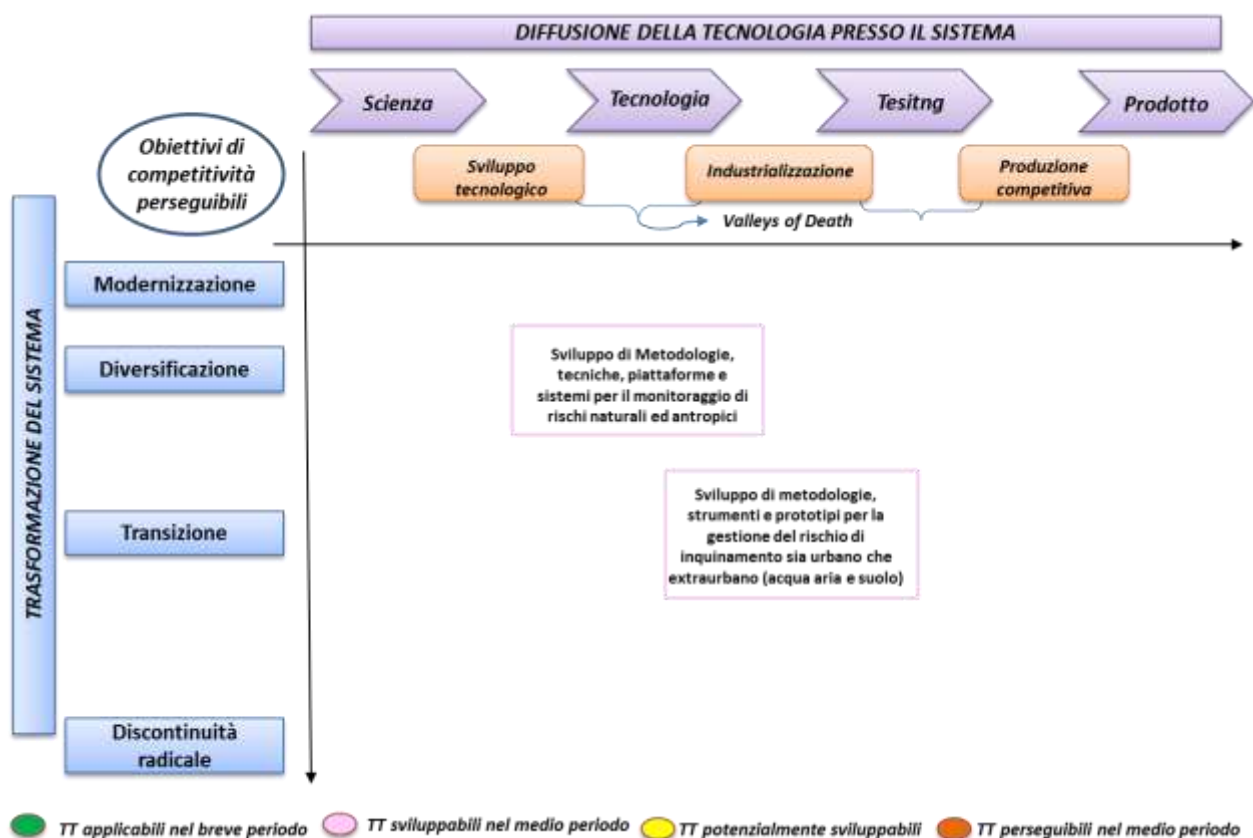 DIFFUSIONE DELLA TECNOLOGIA PRESSO IL SISTEMA
Scienza
Tecnologia
Tesitng
Prodotto
Obiettivi di
competitività
perseguibili
Sviluppo
tecnologico
Industrializzazione
Produzione
competitiva
Valleys of Death
TRASFORMAZIONE DEL SISTEMA
Modernizzazione
Diversificazione
Sviluppo di Metodologie,
tecniche, piattaforme e
sistemi per il monitoraggio di
rischi naturali ed antropici
Transizione
Sviluppo di metodologie,
strumenti e prototipi per la
gestione del rischio di
inquinamento sia urbano che
extraurbano (acqua aria e suolo)
Discontinuità
radicale
TT applicabili nel breve periodo
TT sviluppabili nel medio periodo
TT potenzialmente sviluppabili
TT perseguibili nel medio periodo